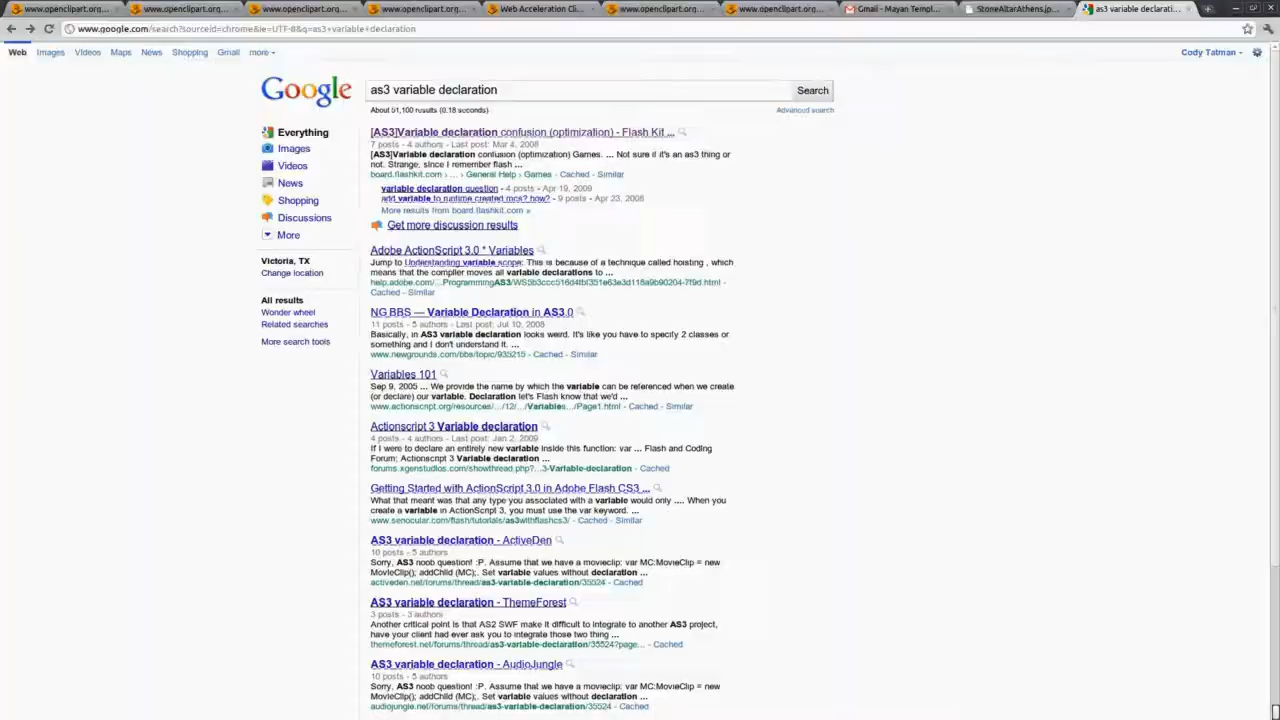 www.openclipart.org...
www.openclipart.org...
www.openclipart.org...
www.openclipart.org...
Web Acceleration Cli...
www.openclipart.org...
www.openclipart.org...
Gmail - Mayan Templ...
StoneAltarAthens.jp...
as3 variable declarati...
www.google.com/search?sourceid=chrome&ie=UTF-8&q=as3+variable+declaration
Web Images Videos Maps News Shopping Gmail more
Cody Tatman
Google
as3 variable declaration
Search
About 51,100 results (0.18 seconds)
Advanced search
Everything
Images
Videos
News
Shopping
Discussions
More
Victoria, TX
Change location
All results
Wonder wheel
Related searches
More search tools
[AS3]Variable declaration confusion (optimization) - Flash Kit ...
7 posts - 4 authors - Last post: Mar 4, 2008
[AS3]Variable declaration confusion (optimization) Games. ... Not sure if it's an as3 thing or
not. Strange, since I remember flash ...
board.flashkit.com › ... › General Help › Games - Cached - Similar
variable declaration question - 4 posts - Apr 19, 2009
add variable to runtime created mcs? how? - 9 posts - Apr 23, 2008
More results from board.flashkit.com »
Get more discussion results
Adobe ActionScript 3.0 * Variables
Jump to Understanding variable scope: This is because of a technique called hoisting , which
means that the compiler moves all variable declarations to ...
Cached - Similar
NG BBS — Variable Declaration in AS3.0
11 posts - 5 authors - Last post: Jul 10, 2008
Basically, in AS3 variable declaration looks weird. It's like you have to specify 2 classes or
something and I don't understand it. ...
www.newgrounds.com/bbs/topic/935215 - Cached - Similar
Variables 101
Sep 9, 2005 ... We provide the name by which the variable can be referenced when we create
(or declare) our variable. Declaration let's Flash know that we'd ...
www.actionscript.org/resources/.../12/.../Variables.../Page1.html - Cached - Similar
Actionscript 3 Variable declaration
4 posts - 4 authors - Last post: Jan 2, 2009
If I were to declare an entirely new variable inside this function: var ... Flash and Coding
Forum; Actionscript 3 Variable declaration ...
forums.xgenstudios.com/showthread.php?...3-Variable-declaration - Cached
Getting Started with ActionScript 3.0 in Adobe Flash CS3 ...
What that meant was that any type you associated with a variable would only .... When you
create a variable in ActionScript 3, you must use the var keyword. ...
www.senocular.com/flash/tutorials/as3withflashcs3/ - Cached - Similar
AS3 variable declaration - ActiveDen
10 posts - 5 authors
Sorry, AS3 noob question! :P. Assume that we have a movieclip: var MC:MovieClip = new
MovieClip(); addChild (MC);. Set variable values without declaration ...
activeden.net/forums/thread/as3-variable-declaration/35524 - Cached
AS3 variable declaration - ThemeForest
3 posts - 3 authors
Another critical point is that AS2 SWF make it difficult to integrate to another AS3 project,
have your client had ever ask you to integrate those two thing ...
themeforest.net/forums/thread/as3-variable-declaration/35524?page... - Cached
AS3 variable declaration - AudioJungle
10 posts - 5 authors
Sorry, AS3 noob question! :P. Assume that we have a movieclip: var MC:MovieClip = new
MovieClip(); addChild (MC);. Set variable values without declaration ...
audiojungle.net/forums/thread/as3-variable-declaration/35524 - Cached